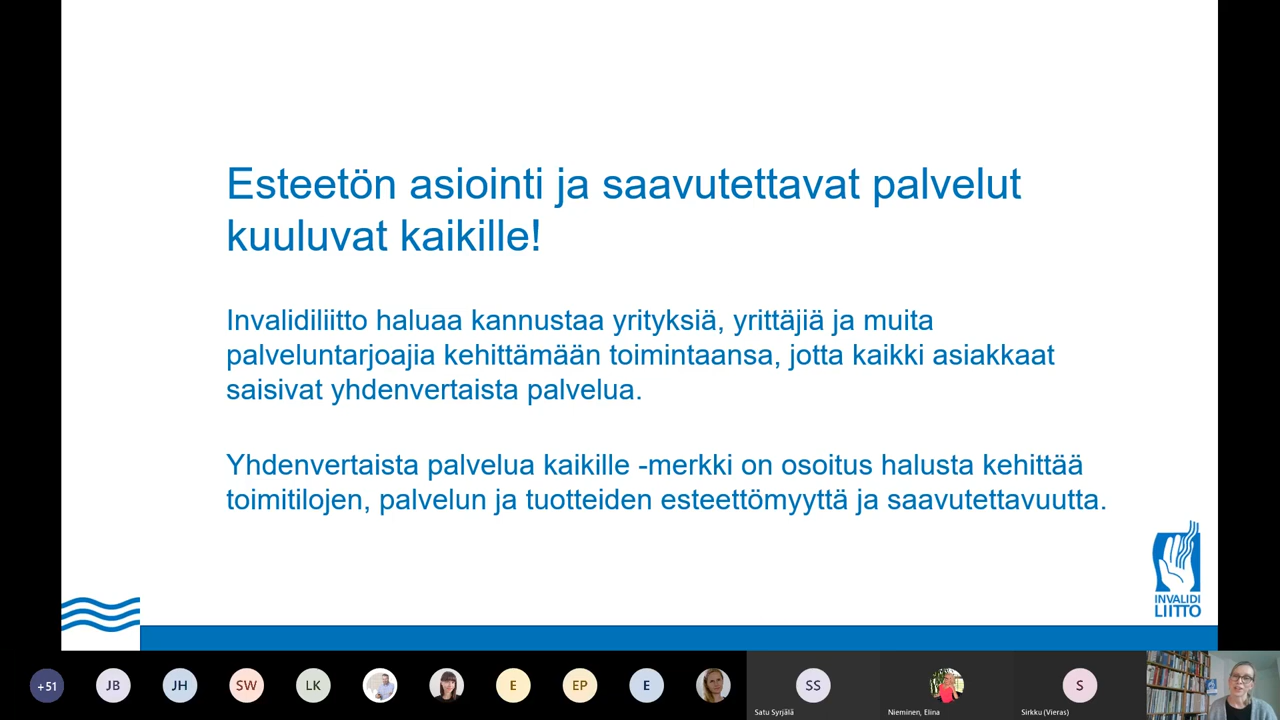 Esteetön asiointi ja saavutettavat palvelut
kuuluvat kaikille!
Invalidiliitto haluaa kannustaa yrityksiä, yrittäjiä ja muita
palveluntarjoajia kehittämään toimintaansa, jotta kaikki asiakkaat
saisivat yhdenvertaista palvelua.
Yhdenvertaista palvelua kaikille -merkki on osoitus halusta kehittää
toimitilojen, palvelun ja tuotteiden esteettömyyttä ja saavutettavuutta.
INVALIDI
LIITTO
+51
JB
JH
SW
LK
E
EP
E
SS
S
Satu Syrjälä
Nieminen, Elina
Sirkku (Vieras)